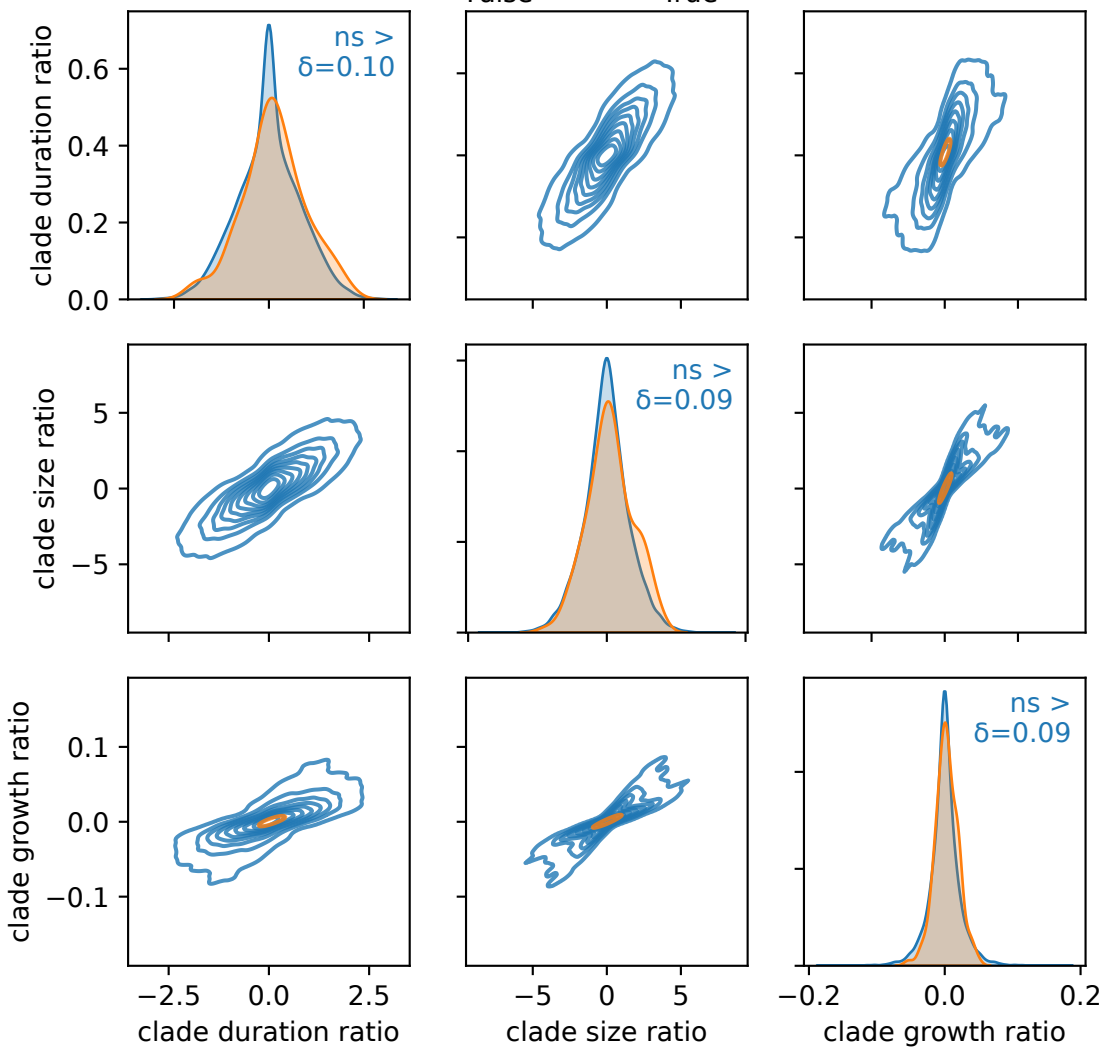 clade duration ratio
0.6
0.4
0.2
0.0
ns >
δ=0.10
clade size ratio
5
0
−5
ns >
δ=0.09
clade growth ratio
0.1
0.0
−0.1
ns >
δ=0.09
−2.5 0.0 2.5
−5 0 5
−0.2 0.0 0.2
clade duration ratio
clade size ratio
clade growth ratio